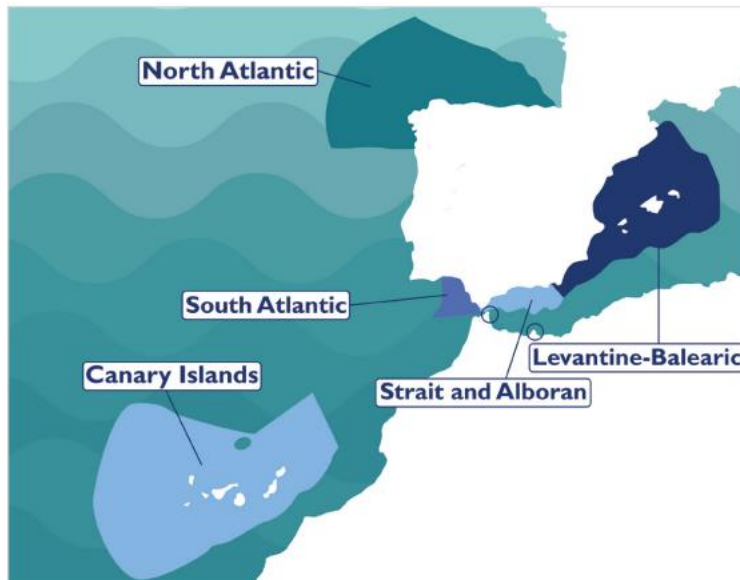 North Atlantic
South Atlantic
Canary Islands
Levantine-Balearic
Strait and Alboran